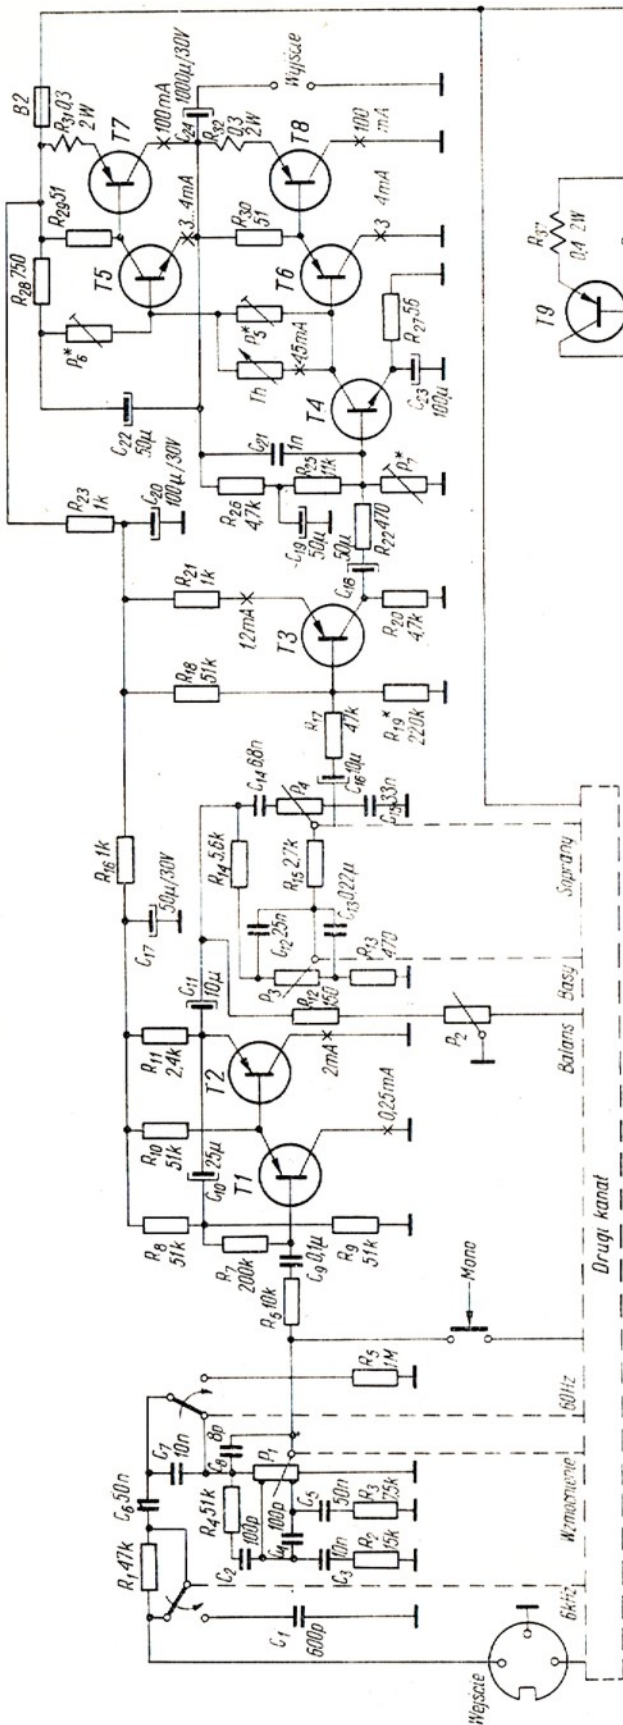 Wejście
R1 47k
C1
600p
C6 50n
C7
10n
C8
8p
R4 51k
C2
100p
P1
100p
C4
C5
50n
C3
10n
R3
7,5k
R2
15k
R5
1M
6kHz
Wzmocnienie
60Hz
Mono
R6 10k
C9 0,1µ
R7
200k
R8
51k
R9
51k
C10
25µ
R10
51k
T1
0,25mA
R11
2,4k
T2
2mA
C11
10µ
C17
50µ/30V
R16 1k
R12
150
P3
C12 25n
C13 0,22µ
R13
470
R14 5,6k
R15 2,7k
C14 6,8n
P4
C15 33n
C16 10µ
P2
Balans
Basy
Soprany
Drugi kanał
R17
47k
R18
51k
R19*
220k
T3
1,2mA
R21
1k
R20
4,7k
R23
1k
C20
100µ/30V
C18
50µ
R22 470
C19
50µ
R26
4,7k
R25
11k
C21
1n
P7*
C22
50µ
T4
C23
100µ
R27 56
Th
45mA
P5*
P6*
R28 750
T5
3...4mA
T6
3
4mA
R29 51
R30
51
T7
100mA
T8
100
mA
R31 0,3
2W
R32
0,3
2W
B2
C24
1000µ/30V
Wyjście
T9
0,4 2W